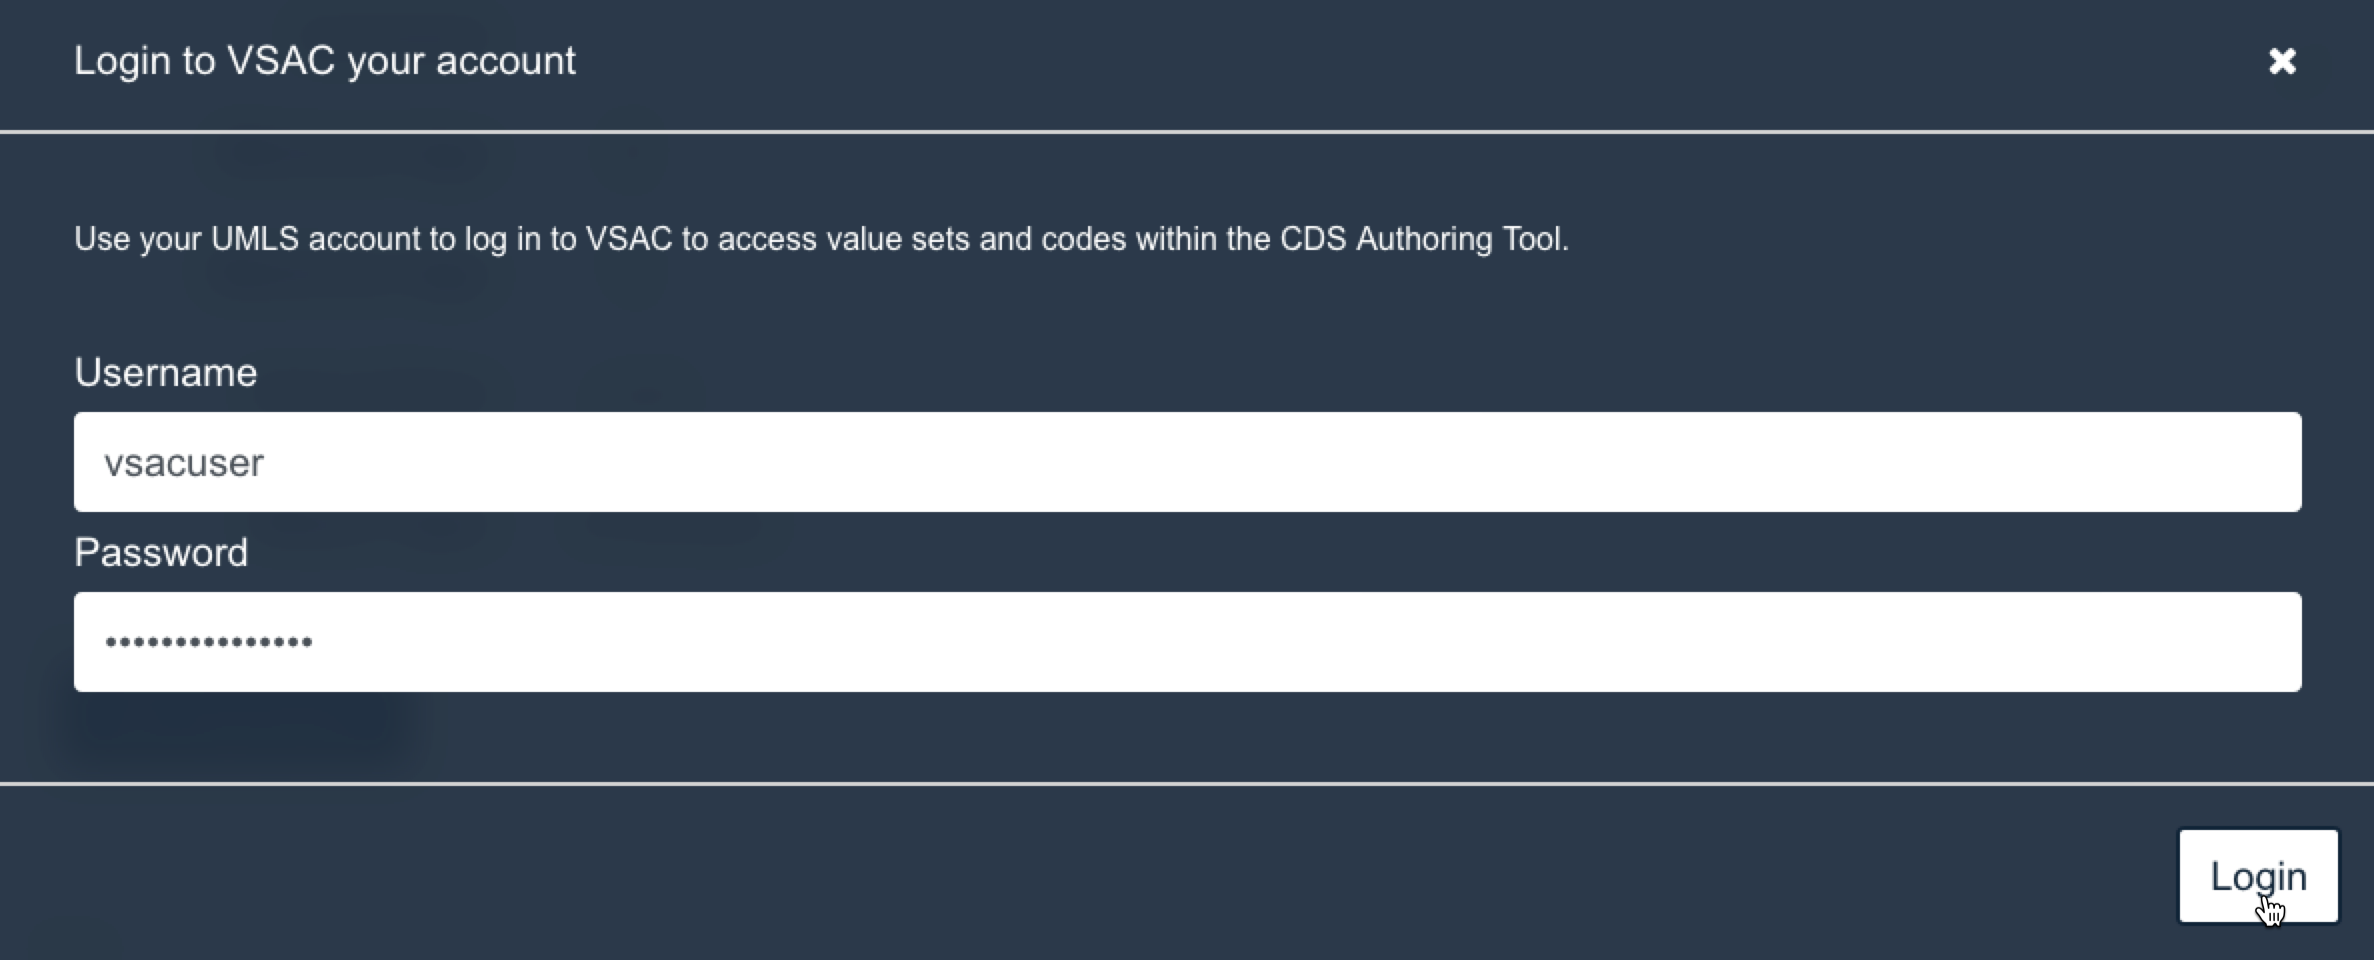 Login to VSAC your account
Use your UMLS account to log in to VSAC to access value sets and codes within the CDS Authoring Tool.
Username
vsacuser
Password
•••••••••••••••
Login